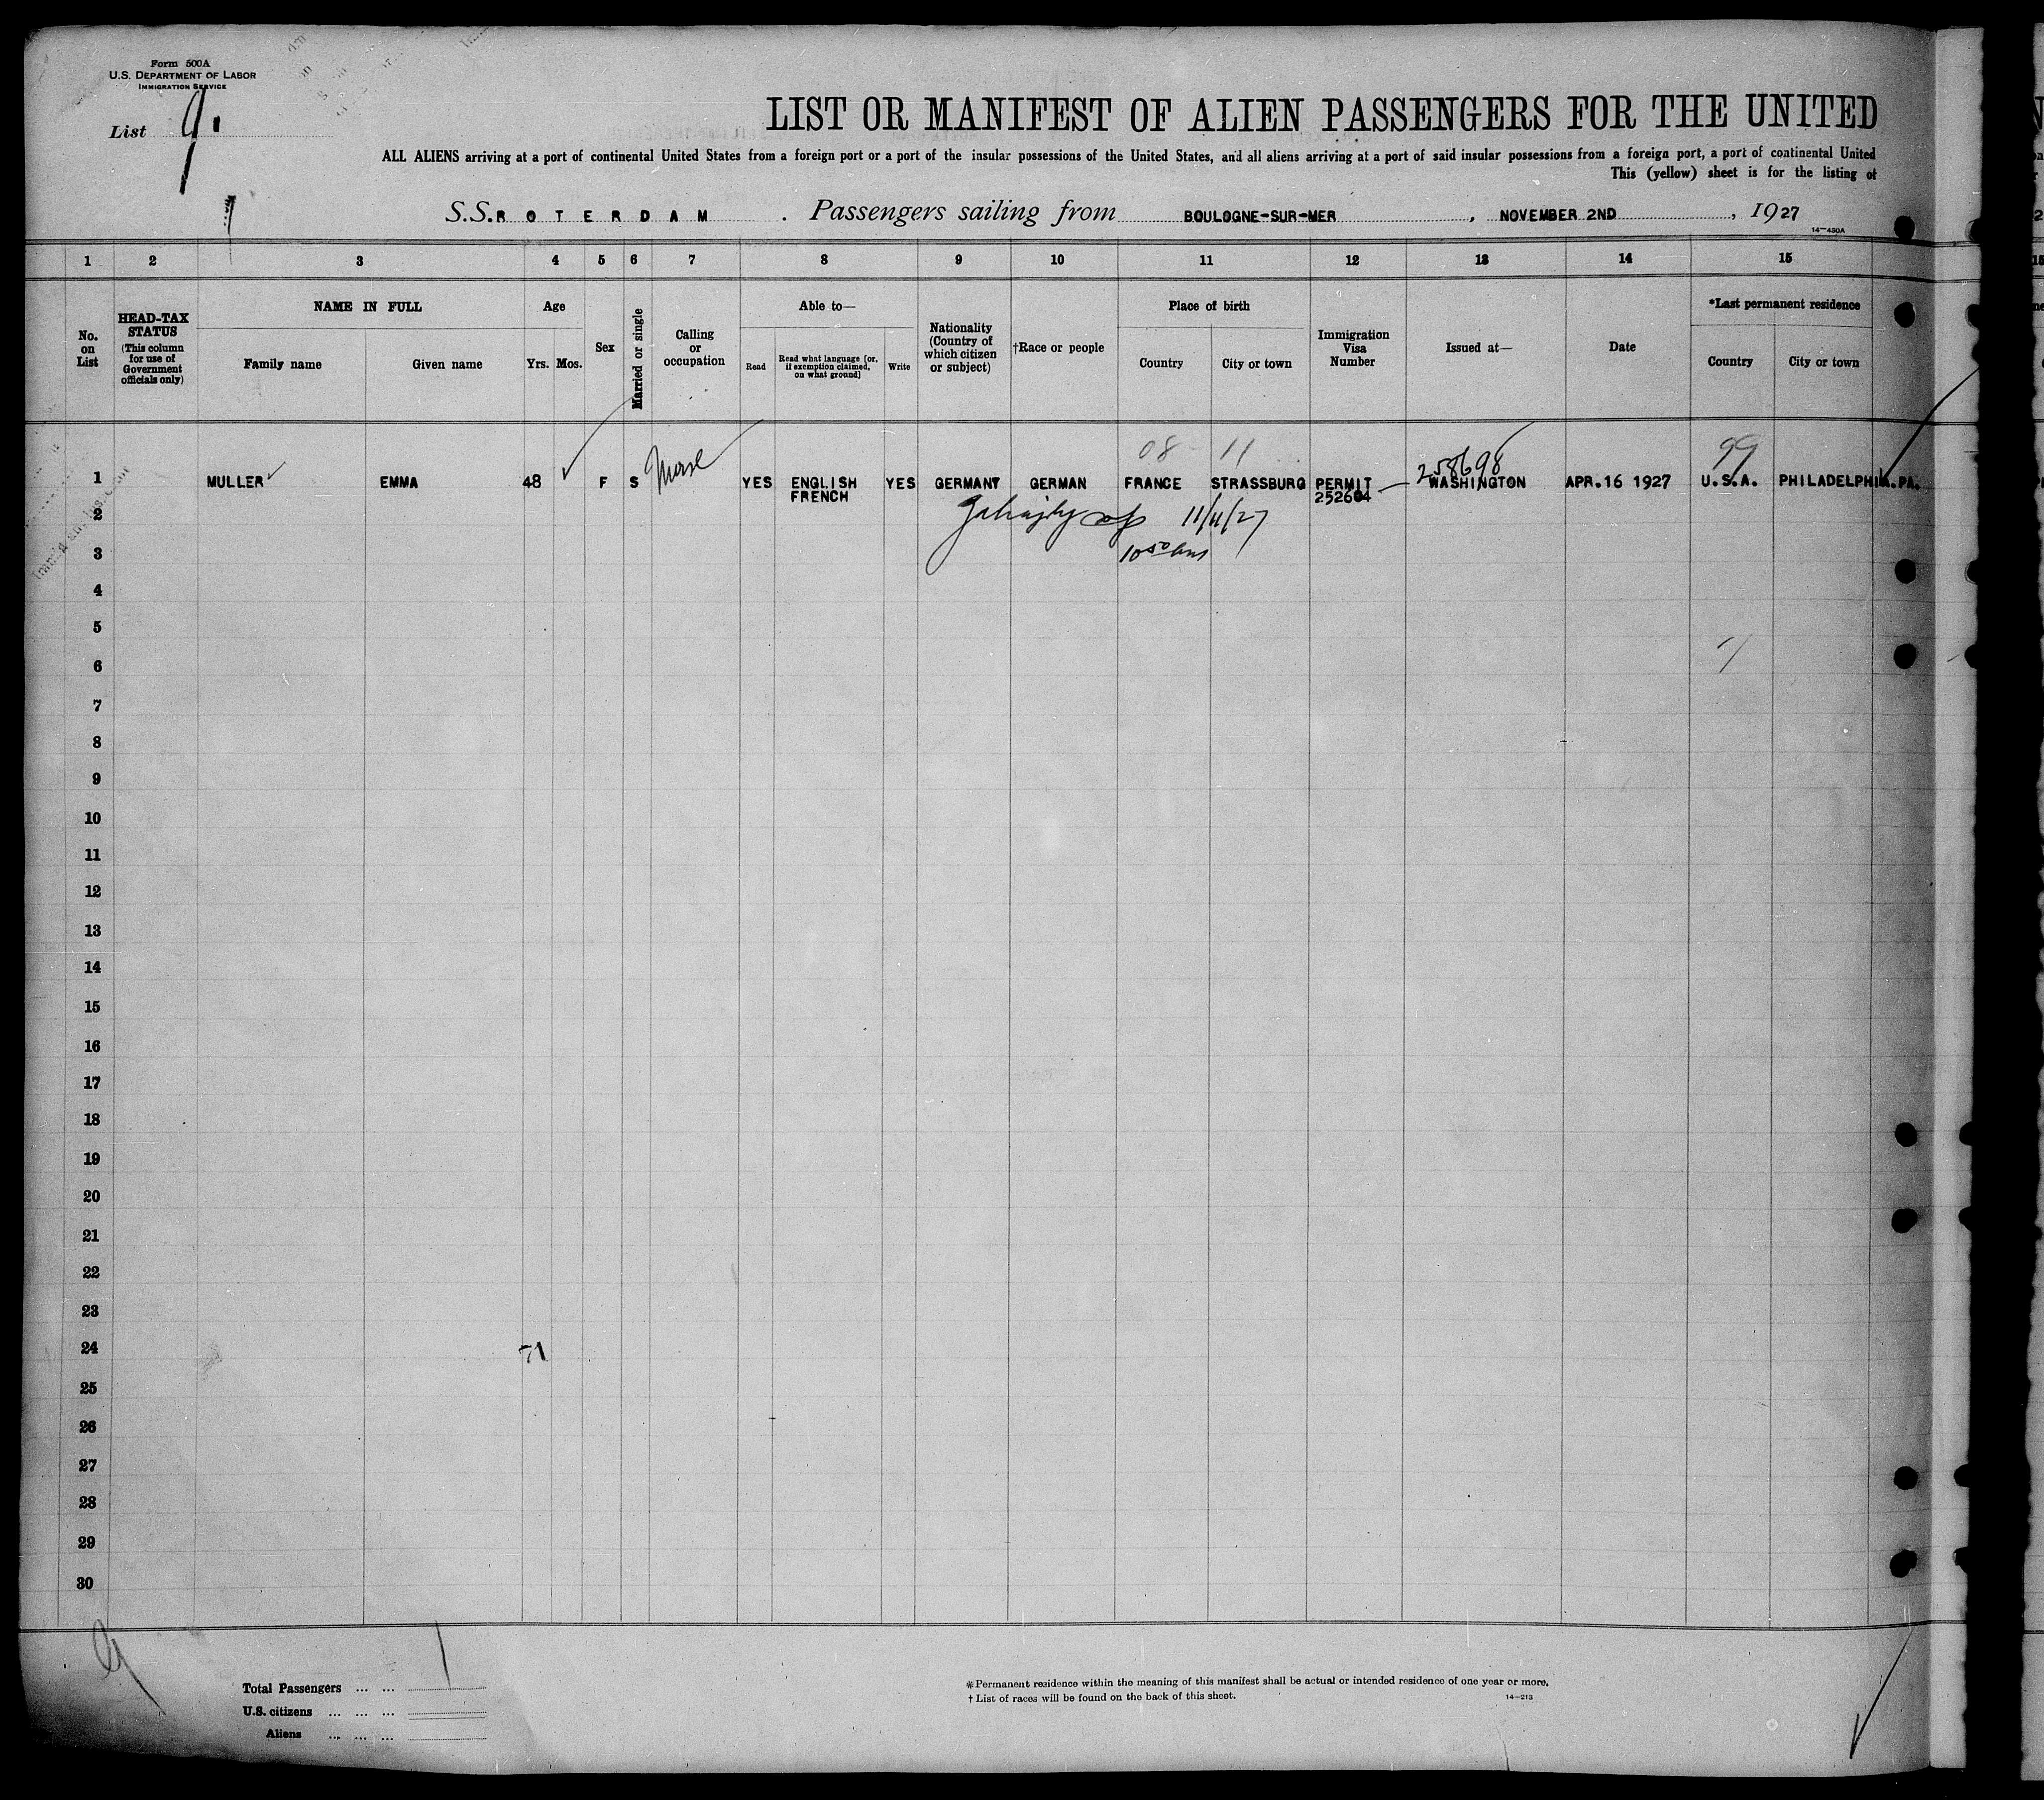 Form 500A
U.S. DEPARTMENT OF LABOR
IMMIGRATION SERVICE
List 9.
LIST OR MANIFEST OF ALIEN PASSENGERS FOR THE UNITED
ALL ALIENS arriving at a port of continental United States from a foreign port or a port of the insular possessions of the United States, and all aliens arriving at a port of said insular possessions from a foreign port, a port of continental United
This (yellow) sheet is for the listing of
S.S. ROTERDAM . Passengers sailing from BOULOGNE-SUR-MER , NOVEMBER 2ND , 1927
14-480A
1 2 3 4 5 6 7 8 9 10 11 12 13 14 15
No. on List
HEAD-TAX STATUS
(This column for use of Government officials only)
NAME IN FULL
Family name Given name
Age
Yrs. Mos.
Sex
Married or single
Calling or occupation
Able to—
Read
Read what language [or, if exemption claimed, on what ground]
Write
Nationality (Country of which citizen or subject)
†Race or people
Place of birth
Country City or town
Immigration Visa Number
Issued at—
Date
*Last permanent residence
Country City or town
08 11 99
Nurse 258698
1 MULLER EMMA 48 F S YES ENGLISH YES GERMANY GERMAN FRANCE STRASSBURG PERMIT WASHINGTON APR.16 1927 U.S.A. PHILADELPHIA.PA.
FRENCH 252604
2 11/11/27
3 10 50 am
4
5
6
7
8
9
10
11
12
13
14
15
16
17
18
19
20
21
22
23
24 71
25
26
27
28
29
30
9 1
Total Passengers ... ...
U.S. citizens ... ... ...
Aliens ... ... ...
*Permanent residence within the meaning of this manifest shall be actual or intended residence of one year or more.
† List of races will be found on the back of this sheet. 14-213